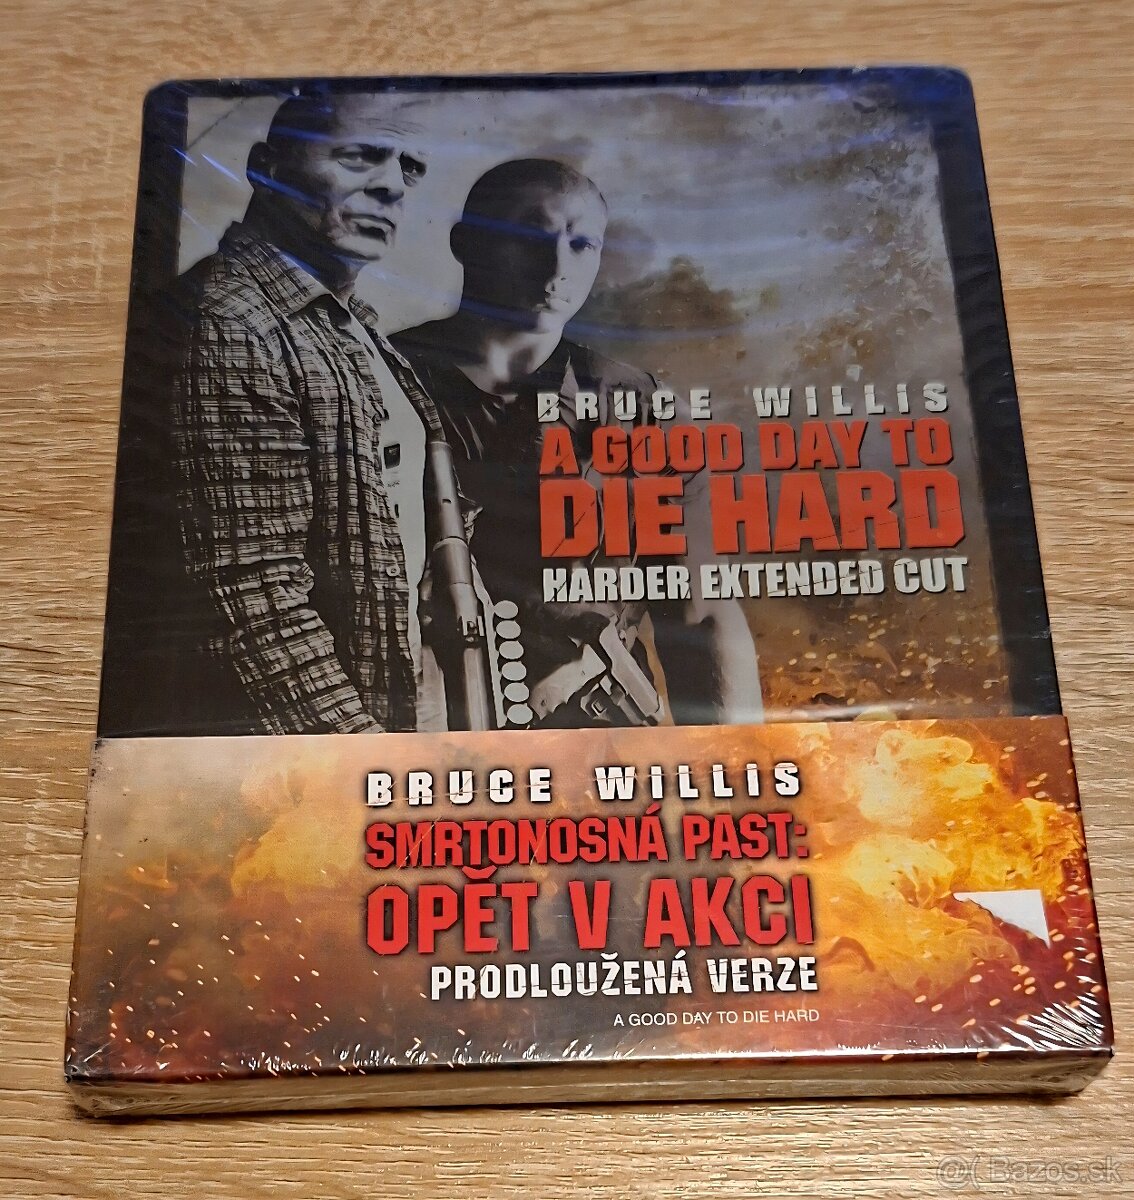 BRUCE WILLIS
A GOOD DAY TO
DIE HARD
HARDER EXTENDED CUT
BRUCE WILLIS
SMRTONOSNÁ PAST:
OPĚT V AKCI
PRODLOUŽENÁ VERZE
A GOOD DAY TO DIE HARD
Bazos.sk